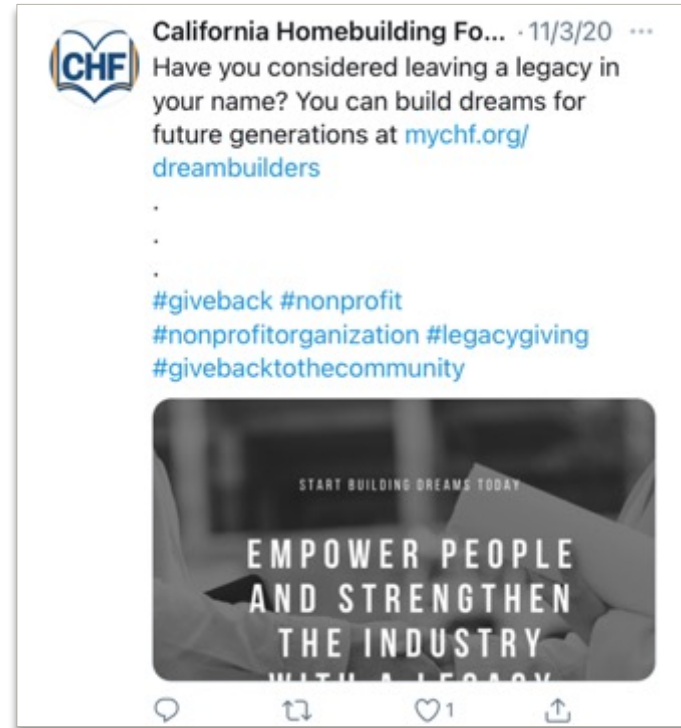 CHF
California Homebuilding Fo... · 11/3/20 ...
Have you considered leaving a legacy in
your name? You can build dreams for
future generations at mychf.org/
dreambuilders
.
.
.
#giveback #nonprofit
#nonprofitorganization #legacygiving
#givebacktothecommunity
START BUILDING DREAMS TODAY
EMPOWER PEOPLE
AND STRENGTHEN
THE INDUSTRY
WITH A LEGACY
1